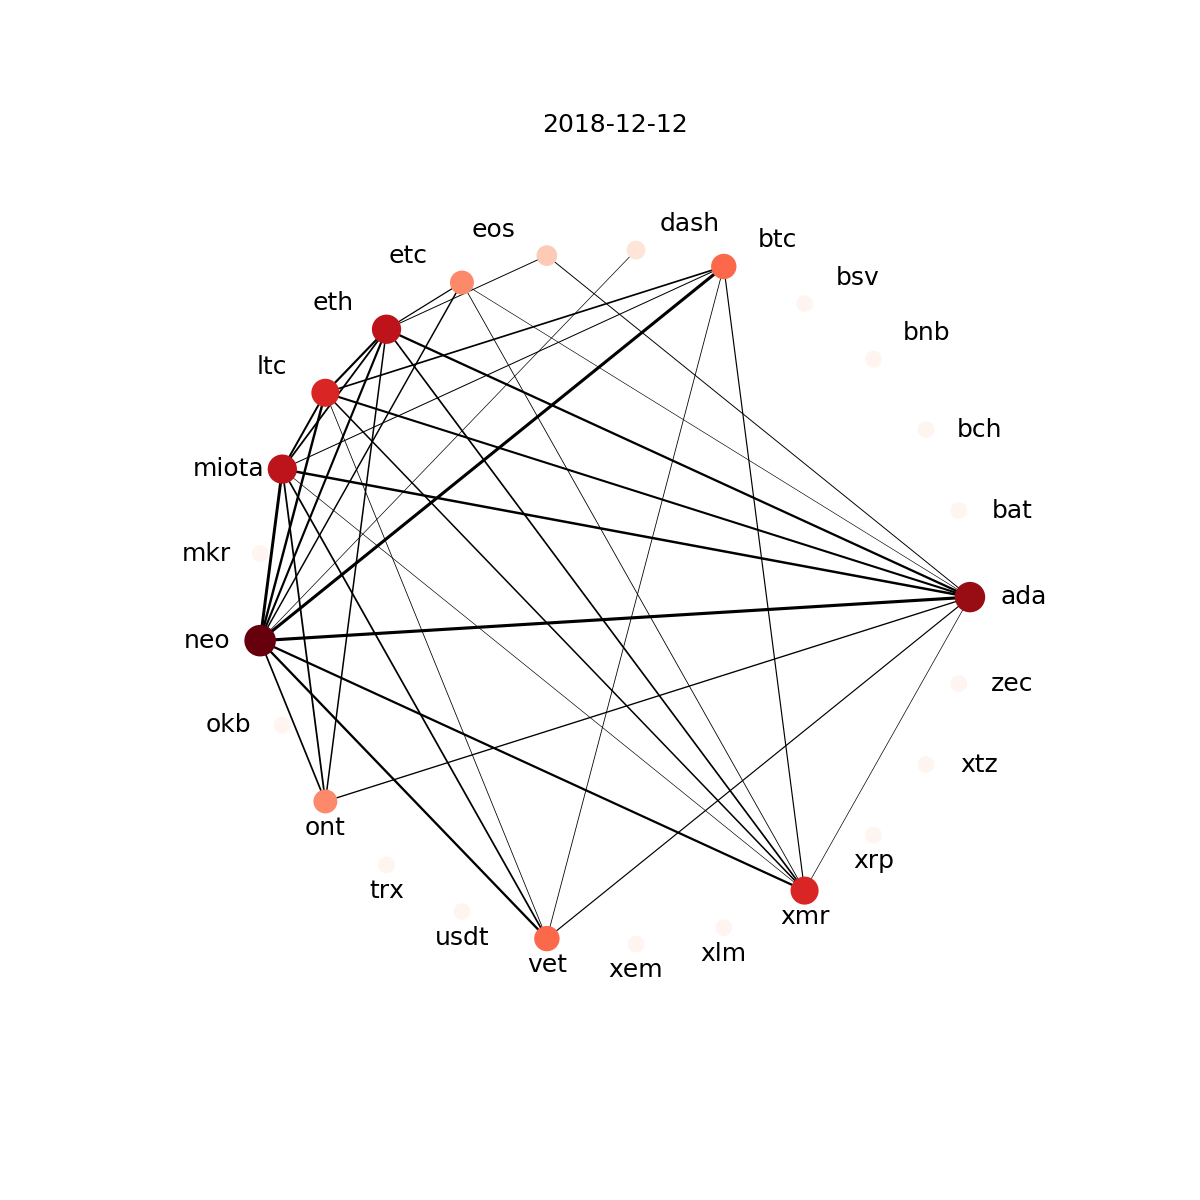 2018-12-12
dash
eos
btc
etc
bsv
eth
bnb
ltc
bch
miota
bat
mkr
ada
neo
zec
okb
xtz
ont
xrp
trx
xmr
usdt
xlm
vet
xem